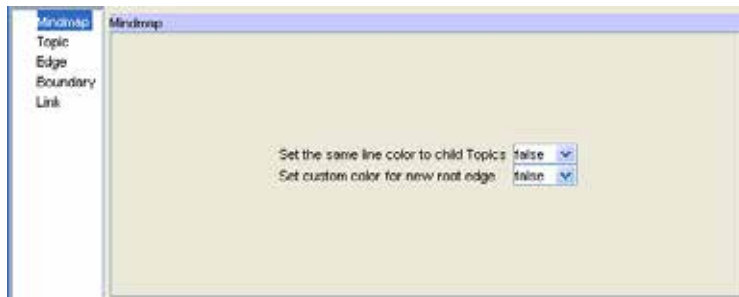 Mindmap
Topic
Edge
Boundary
Link
Mindmap
Set the same line color to child Topics false
Set custom color for new root edge false